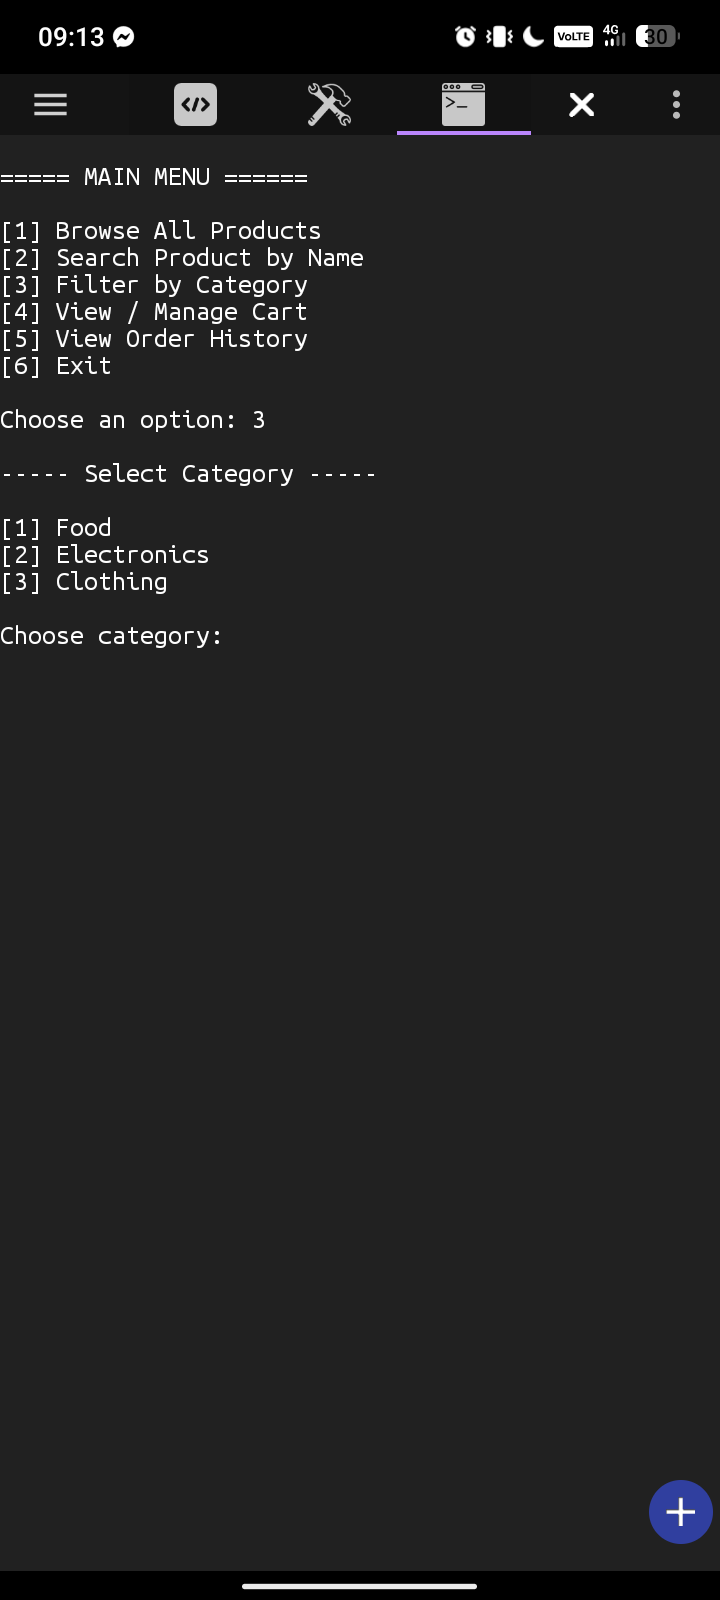 09:13
VoLTE 4G 30
===== MAIN MENU ======
[1] Browse All Products
[2] Search Product by Name
[3] Filter by Category
[4] View / Manage Cart
[5] View Order History
[6] Exit
Choose an option: 3
----- Select Category -----
[1] Food
[2] Electronics
[3] Clothing
Choose category: